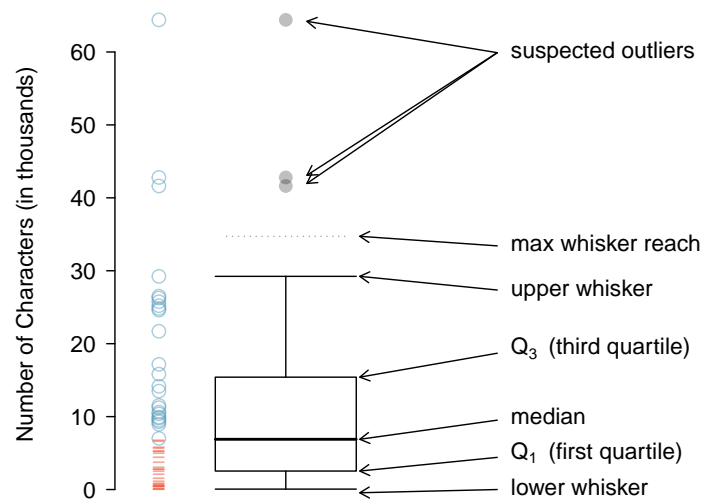 Number of Characters (in thousands)
60
50
40
30
20
10
0
suspected outliers
max whisker reach
upper whisker
Q3 (third quartile)
median
Q1 (first quartile)
lower whisker